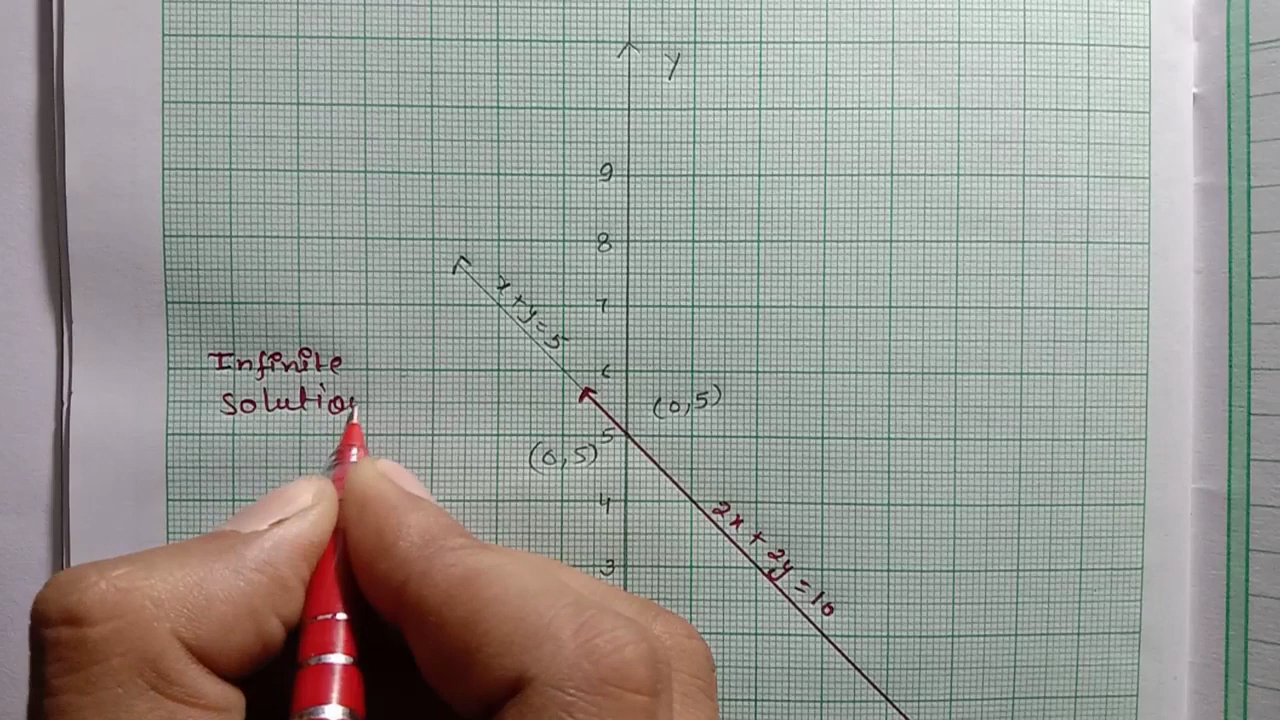 y
9
8
7
x+y=5
6
Infinite
solution
(0,5)
5
(0,5)
4
2x + 2y = 10
3